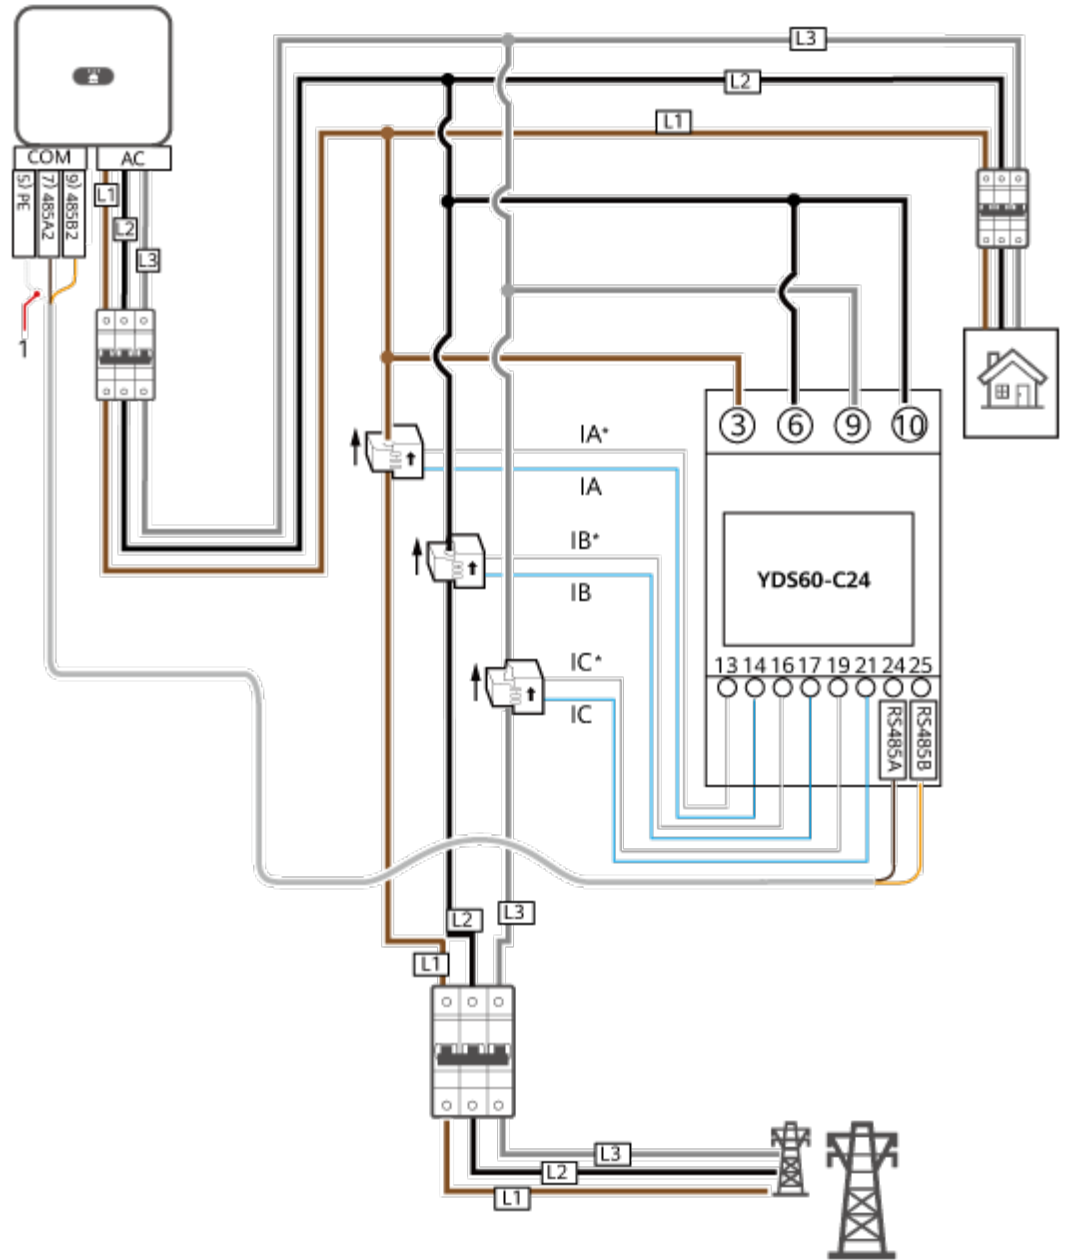 L3
L2
L1
COM
AC
5) PE
7) 485A2
9) 485B2
L1
L2
L3
1
3
6
9
10
IA*
IA
IB*
IB
IC*
IC
YDS60-C24
13 14 16 17 19 21 24 25
RS485A
RS485B
L2
L3
L1
L3
L2
L1